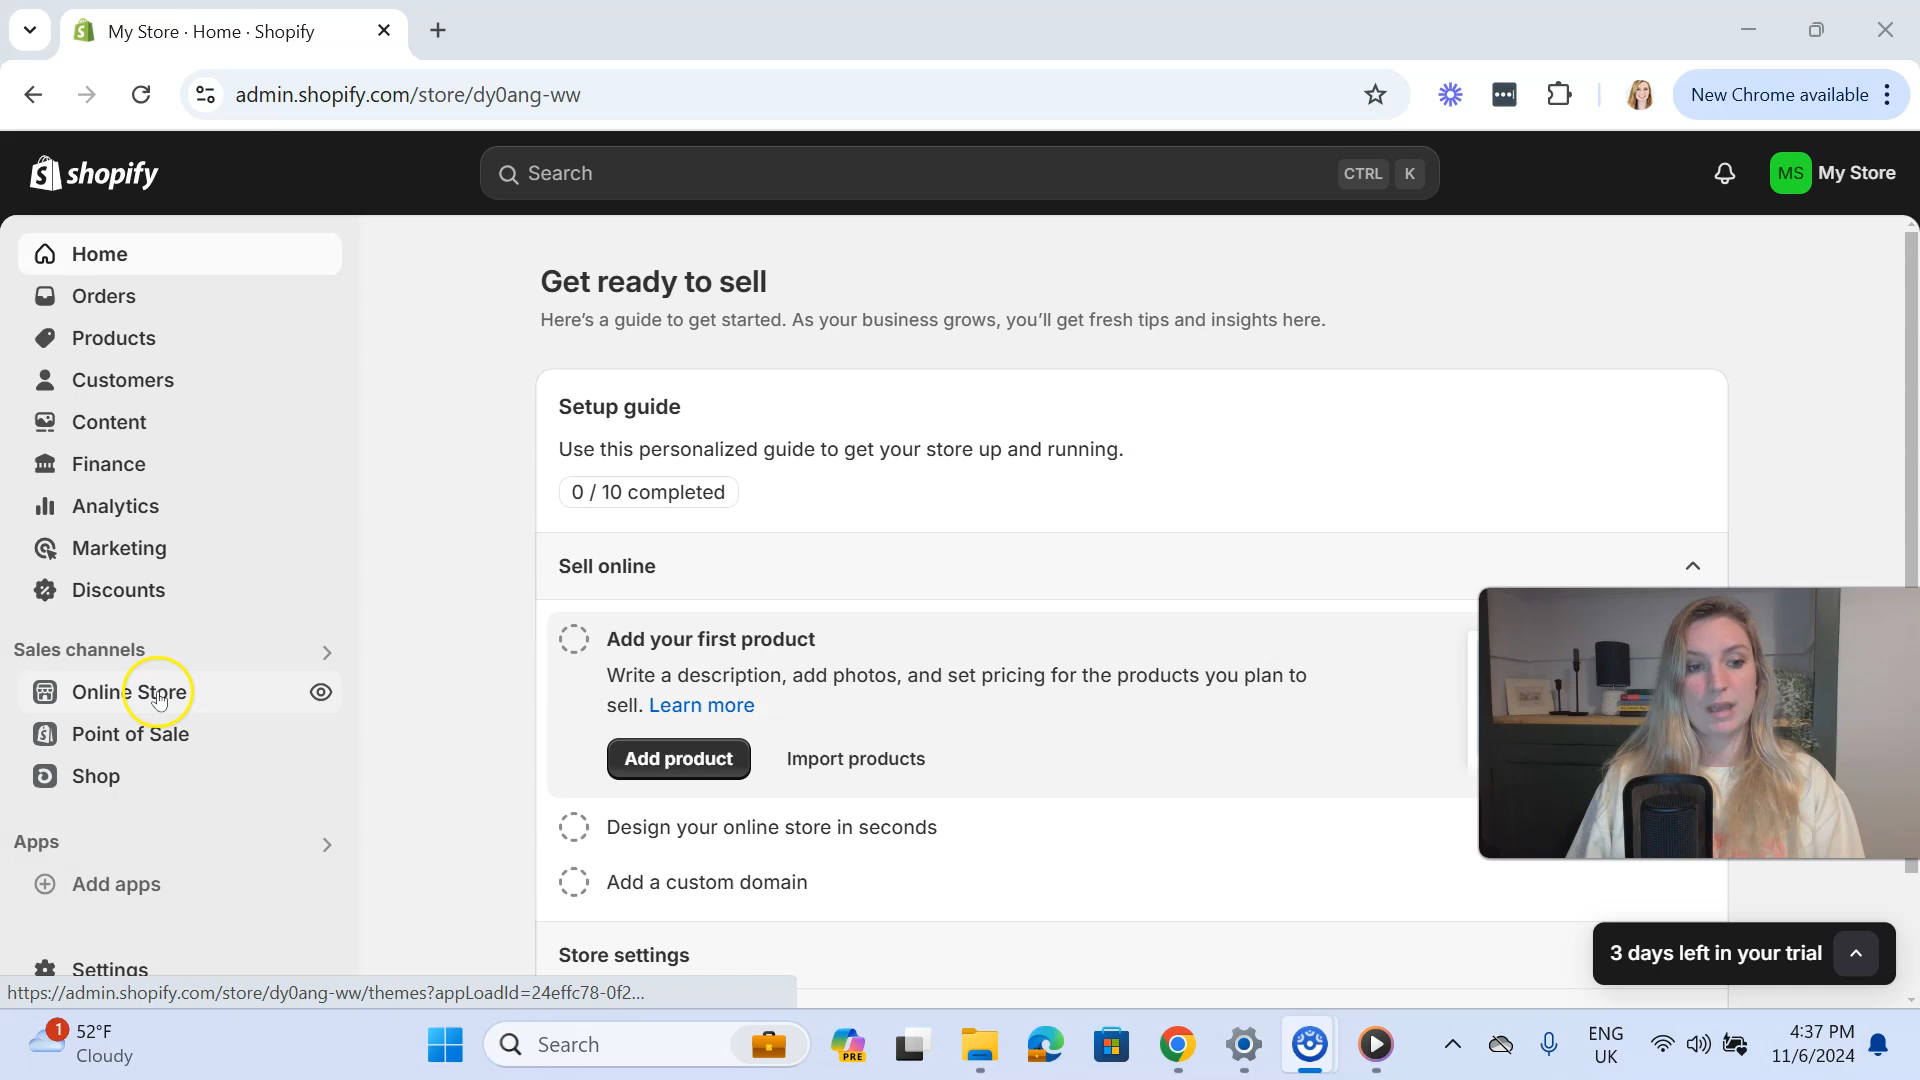 My Store · Home · Shopify
admin.shopify.com/store/dy0ang-ww
New Chrome available
shopify
Search
CTRL K
MS My Store
Home
Orders
Products
Customers
Content
Finance
Analytics
Marketing
Discounts
Sales channels
Online Store
Point of Sale
Shop
Apps
Add apps
Settings
Get ready to sell
Here's a guide to get started. As your business grows, you'll get fresh tips and insights here.
Setup guide
Use this personalized guide to get your store up and running.
0 / 10 completed
Sell online
Add your first product
Write a description, add photos, and set pricing for the products you plan to
sell. Learn more
Add product Import products
Design your online store in seconds
Add a custom domain
Store settings
3 days left in your trial
https://admin.shopify.com/store/dy0ang-ww/themes?appLoadId=24effc78-0f2...
1
52°F
Cloudy
Search
PRE
ENG
UK
4:37 PM
11/6/2024